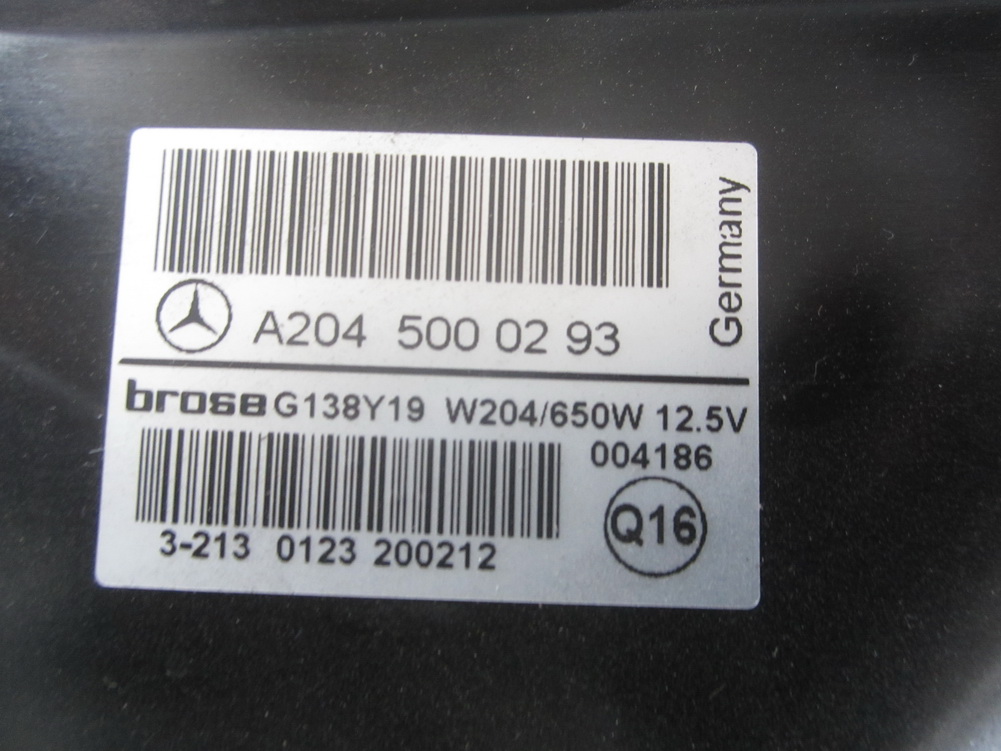 A204 500 02 93
Germany
brose G138Y19 W204/650W 12.5V
004186
Q16
3-213 0123 200212